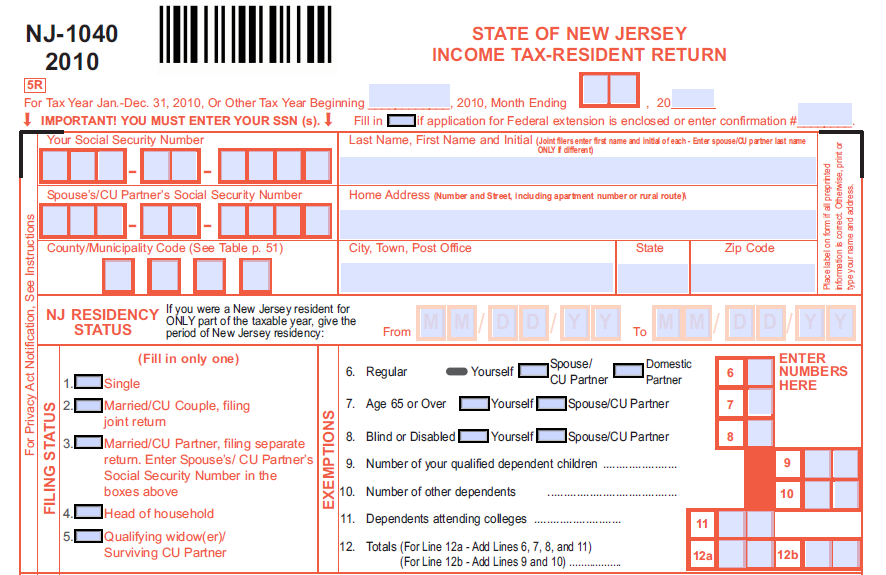 NJ-1040
2010
STATE OF NEW JERSEY
INCOME TAX-RESIDENT RETURN
5R
For Tax Year Jan.-Dec. 31, 2010, Or Other Tax Year Beginning ____________, 2010, Month Ending , 20______
IMPORTANT! YOU MUST ENTER YOUR SSN (s).
Fill in if application for Federal extension is enclosed or enter confirmation #________.
Your Social Security Number
Last Name, First Name and Initial (Joint filers enter first name and initial of each - Enter spouse/CU partner last name
ONLY if different)
- -
Spouse's/CU Partner's Social Security Number
Home Address (Number and Street, including apartment number or rural route)\
- -
County/Municipality Code (See Table p. 51)
City, Town, Post Office
State
Zip Code
Place label on form if all preprinted
information is correct. Otherwise, print or
type your name and address.
For Privacy Act Notification, See Instructions
NJ RESIDENCY
STATUS
If you were a New Jersey resident for
ONLY part of the taxable year, give the
period of New Jersey residency:
From M M / D D / Y Y To M M / D D / Y Y
FILING STATUS
(Fill in only one)
1. Single
2. Married/CU Couple, filing
joint return
3. Married/CU Partner, filing separate
return. Enter Spouse's/ CU Partner's
Social Security Number in the
boxes above
4. Head of household
5. Qualifying widow(er)/
Surviving CU Partner
EXEMPTIONS
6. Regular Yourself Spouse/
CU Partner
Domestic
Partner
6
ENTER
NUMBERS
HERE
7. Age 65 or Over Yourself Spouse/CU Partner
7
8. Blind or Disabled Yourself Spouse/CU Partner
8
9. Number of your qualified dependent children .......................
9
10. Number of other dependents .......................
10
11. Dependents attending colleges .......................
11
12. Totals (For Line 12a - Add Lines 6, 7, 8, and 11)
(For Line 12b - Add Lines 9 and 10) ..................
12a
12b